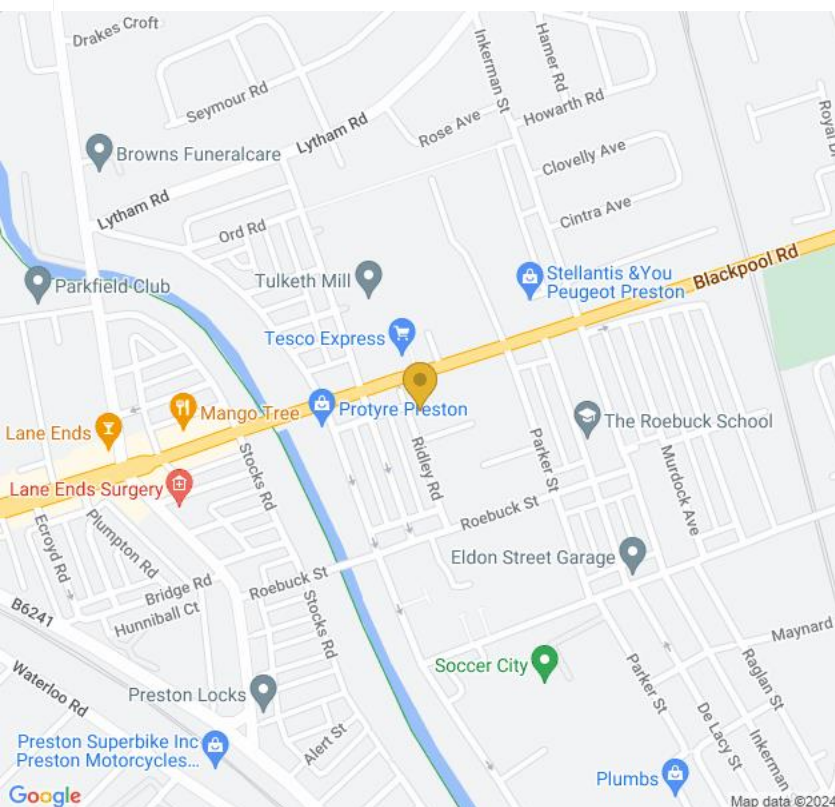 Drakes Croft
Seymour Rd
Inkerman St
Hamer Rd
Howarth Rd
Rose Ave
Lytham Rd
Browns Funeralcare
Clovelly Ave
Lytham Rd
Cintra Ave
Ord Rd
Blackpool Rd
Parkfield Club
Tulketh Mill
Stellantis &You
Peugeot Preston
Tesco Express
Mango Tree
Protyre Preston
Lane Ends
The Roebuck School
Stocks Rd
Ridley Rd
Parker St
Murdock Ave
Lane Ends Surgery
Roebuck St
Ecroyd Rd
Plumpton Rd
Eldon Street Garage
Bridge Rd
Roebuck St
Hunniball Ct
B6241
Stocks Rd
Maynard
Soccer City
Waterloo Rd
Parker St
Raglan St
Preston Locks
De Lacy St
Inkerman
Alert St
Preston Superbike Inc
Preston Motorcycles...
Plumbs
Google
Map data ©2024